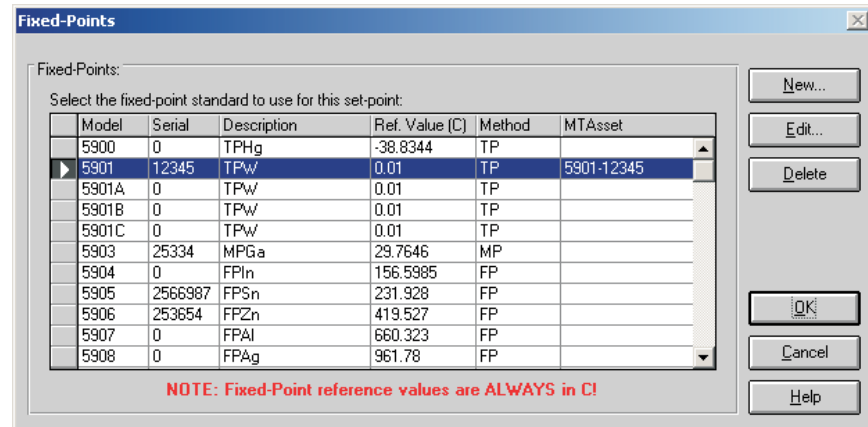 Fixed-Points
Fixed-Points:
Select the fixed-point standard to use for this set-point:
Model Serial Description Ref. Value (C) Method MTAsset
5900 0 TPHg -38.8344 TP
5901 12345 TPW 0.01 TP 5901-12345
5901A 0 TPW 0.01 TP
5901B 0 TPW 0.01 TP
5901C 0 TPW 0.01 TP
5903 25334 MPGa 29.7646 MP
5904 0 FPIn 156.5985 FP
5905 2566987 FPSn 231.928 FP
5906 253654 FPZn 419.527 FP
5907 0 FPAl 660.323 FP
5908 0 FPAg 961.78 FP
NOTE: Fixed-Point reference values are ALWAYS in C!
New...
Edit...
Delete
OK
Cancel
Help